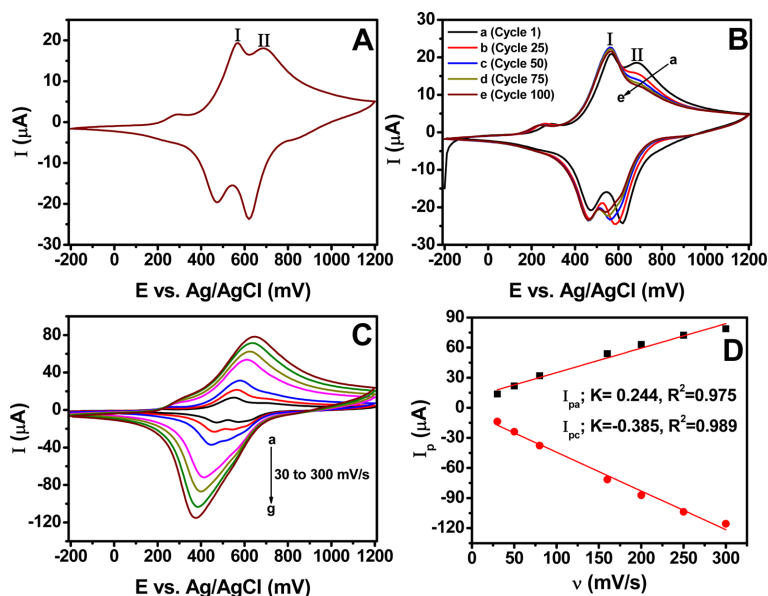 A
I II
I (μA)
30
20
10
0
-10
-20
-30
-200 0 200 400 600 800 1000 1200
E vs. Ag/AgCl (mV)
B
a (Cycle 1)
b (Cycle 25)
c (Cycle 50)
d (Cycle 75)
e (Cycle 100)
I
II
a
e
I (μA)
30
20
10
0
10
20
30
-200 0 200 400 600 800 1000 1200
E vs. Ag/AgCl (mV)
C
I (μA)
80
40
0
-40
-80
-120
a
30 to 300 mV/s
g
-200 0 200 400 600 800 1000 1200
E vs. Ag/AgCl (mV)
D
Ip (μA)
90
60
30
0
-30
-60
-90
-120
Ipa; K= 0.244, R²=0.975
Ipc; K=-0.385, R²=0.989
50 100 150 200 250 300
ν (mV/s)